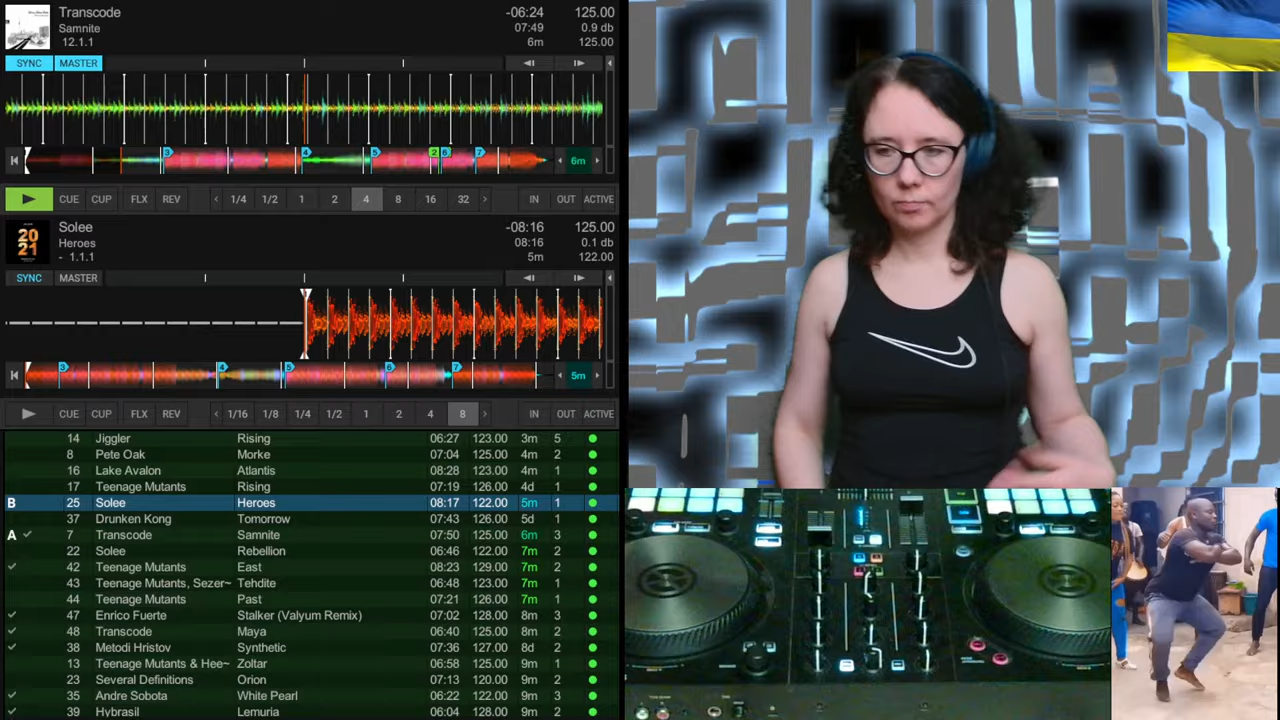 Transcode -06:24 125.00
Samnite 07:49 0.9 db
12.1.1 6m 125.00
SYNC MASTER
3 4 5 2 6 7 6m
CUE CUP FLX REV 1/4 1/2 1 2 4 8 16 32 IN OUT ACTIVE
Solee -08:16 125.00
Heroes 08:16 0.1 db
- 1.1.1 5m 122.00
20
21
SYNC MASTER
3 4 5 6 7 5m
CUE CUP FLX REV 1/16 1/8 1/4 1/2 1 2 4 8 IN OUT ACTIVE
14 Jiggler Rising 06:27 123.00 3m 5
8 Pete Oak Morke 07:04 122.00 4m 2
16 Lake Avalon Atlantis 08:28 123.00 4m 1
17 Teenage Mutants Rising 07:19 126.00 4d 1
B 25 Solee Heroes 08:17 122.00 5m 1
37 Drunken Kong Tomorrow 07:43 126.00 5d 1
A 7 Transcode Samnite 07:50 125.00 6m 3
22 Solee Rebellion 06:46 122.00 7m 2
42 Teenage Mutants East 08:23 129.00 7m 2
43 Teenage Mutants, Sezer~ Tehdite 06:48 123.00 7m 1
44 Teenage Mutants Past 07:21 126.00 7m 1
47 Enrico Fuerte Stalker (Valyum Remix) 07:02 128.00 8m 3
48 Transcode Maya 06:40 125.00 8m 3
38 Metodi Hristov Synthetic 07:36 127.00 8d 2
13 Teenage Mutants & Hee~ Zoltar 06:58 125.00 9m 1
23 Several Definitions Orion 07:13 120.00 9m 2
35 Andre Sobota White Pearl 06:22 122.00 9m 3
39 Hybrasil Lemuria 06:04 128.00 9m 2